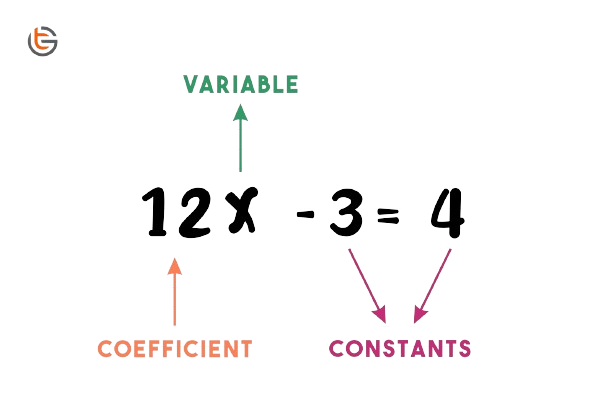 VARIABLE
12x - 3 = 4
COEFFICIENT
CONSTANTS